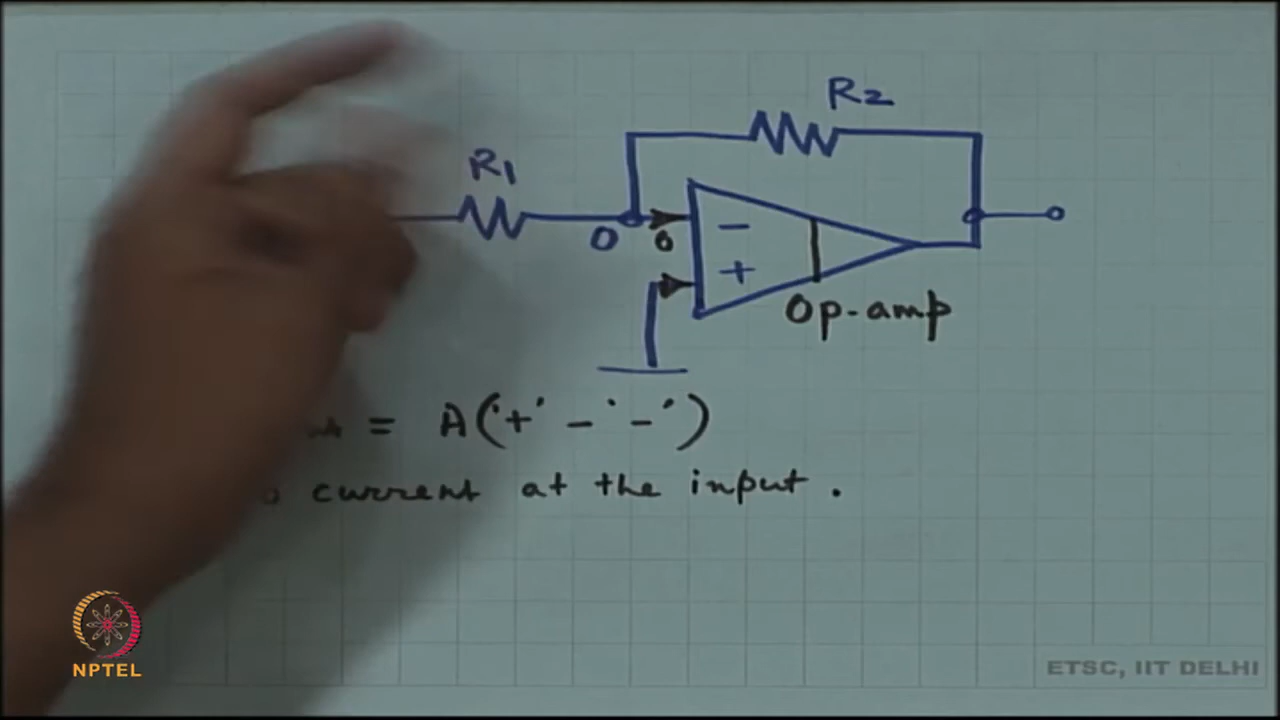 R2
R1
0
0
−
+
Op-amp
= A('+' - '-')
current at the input.
NPTEL
ETSC, IIT DELHI